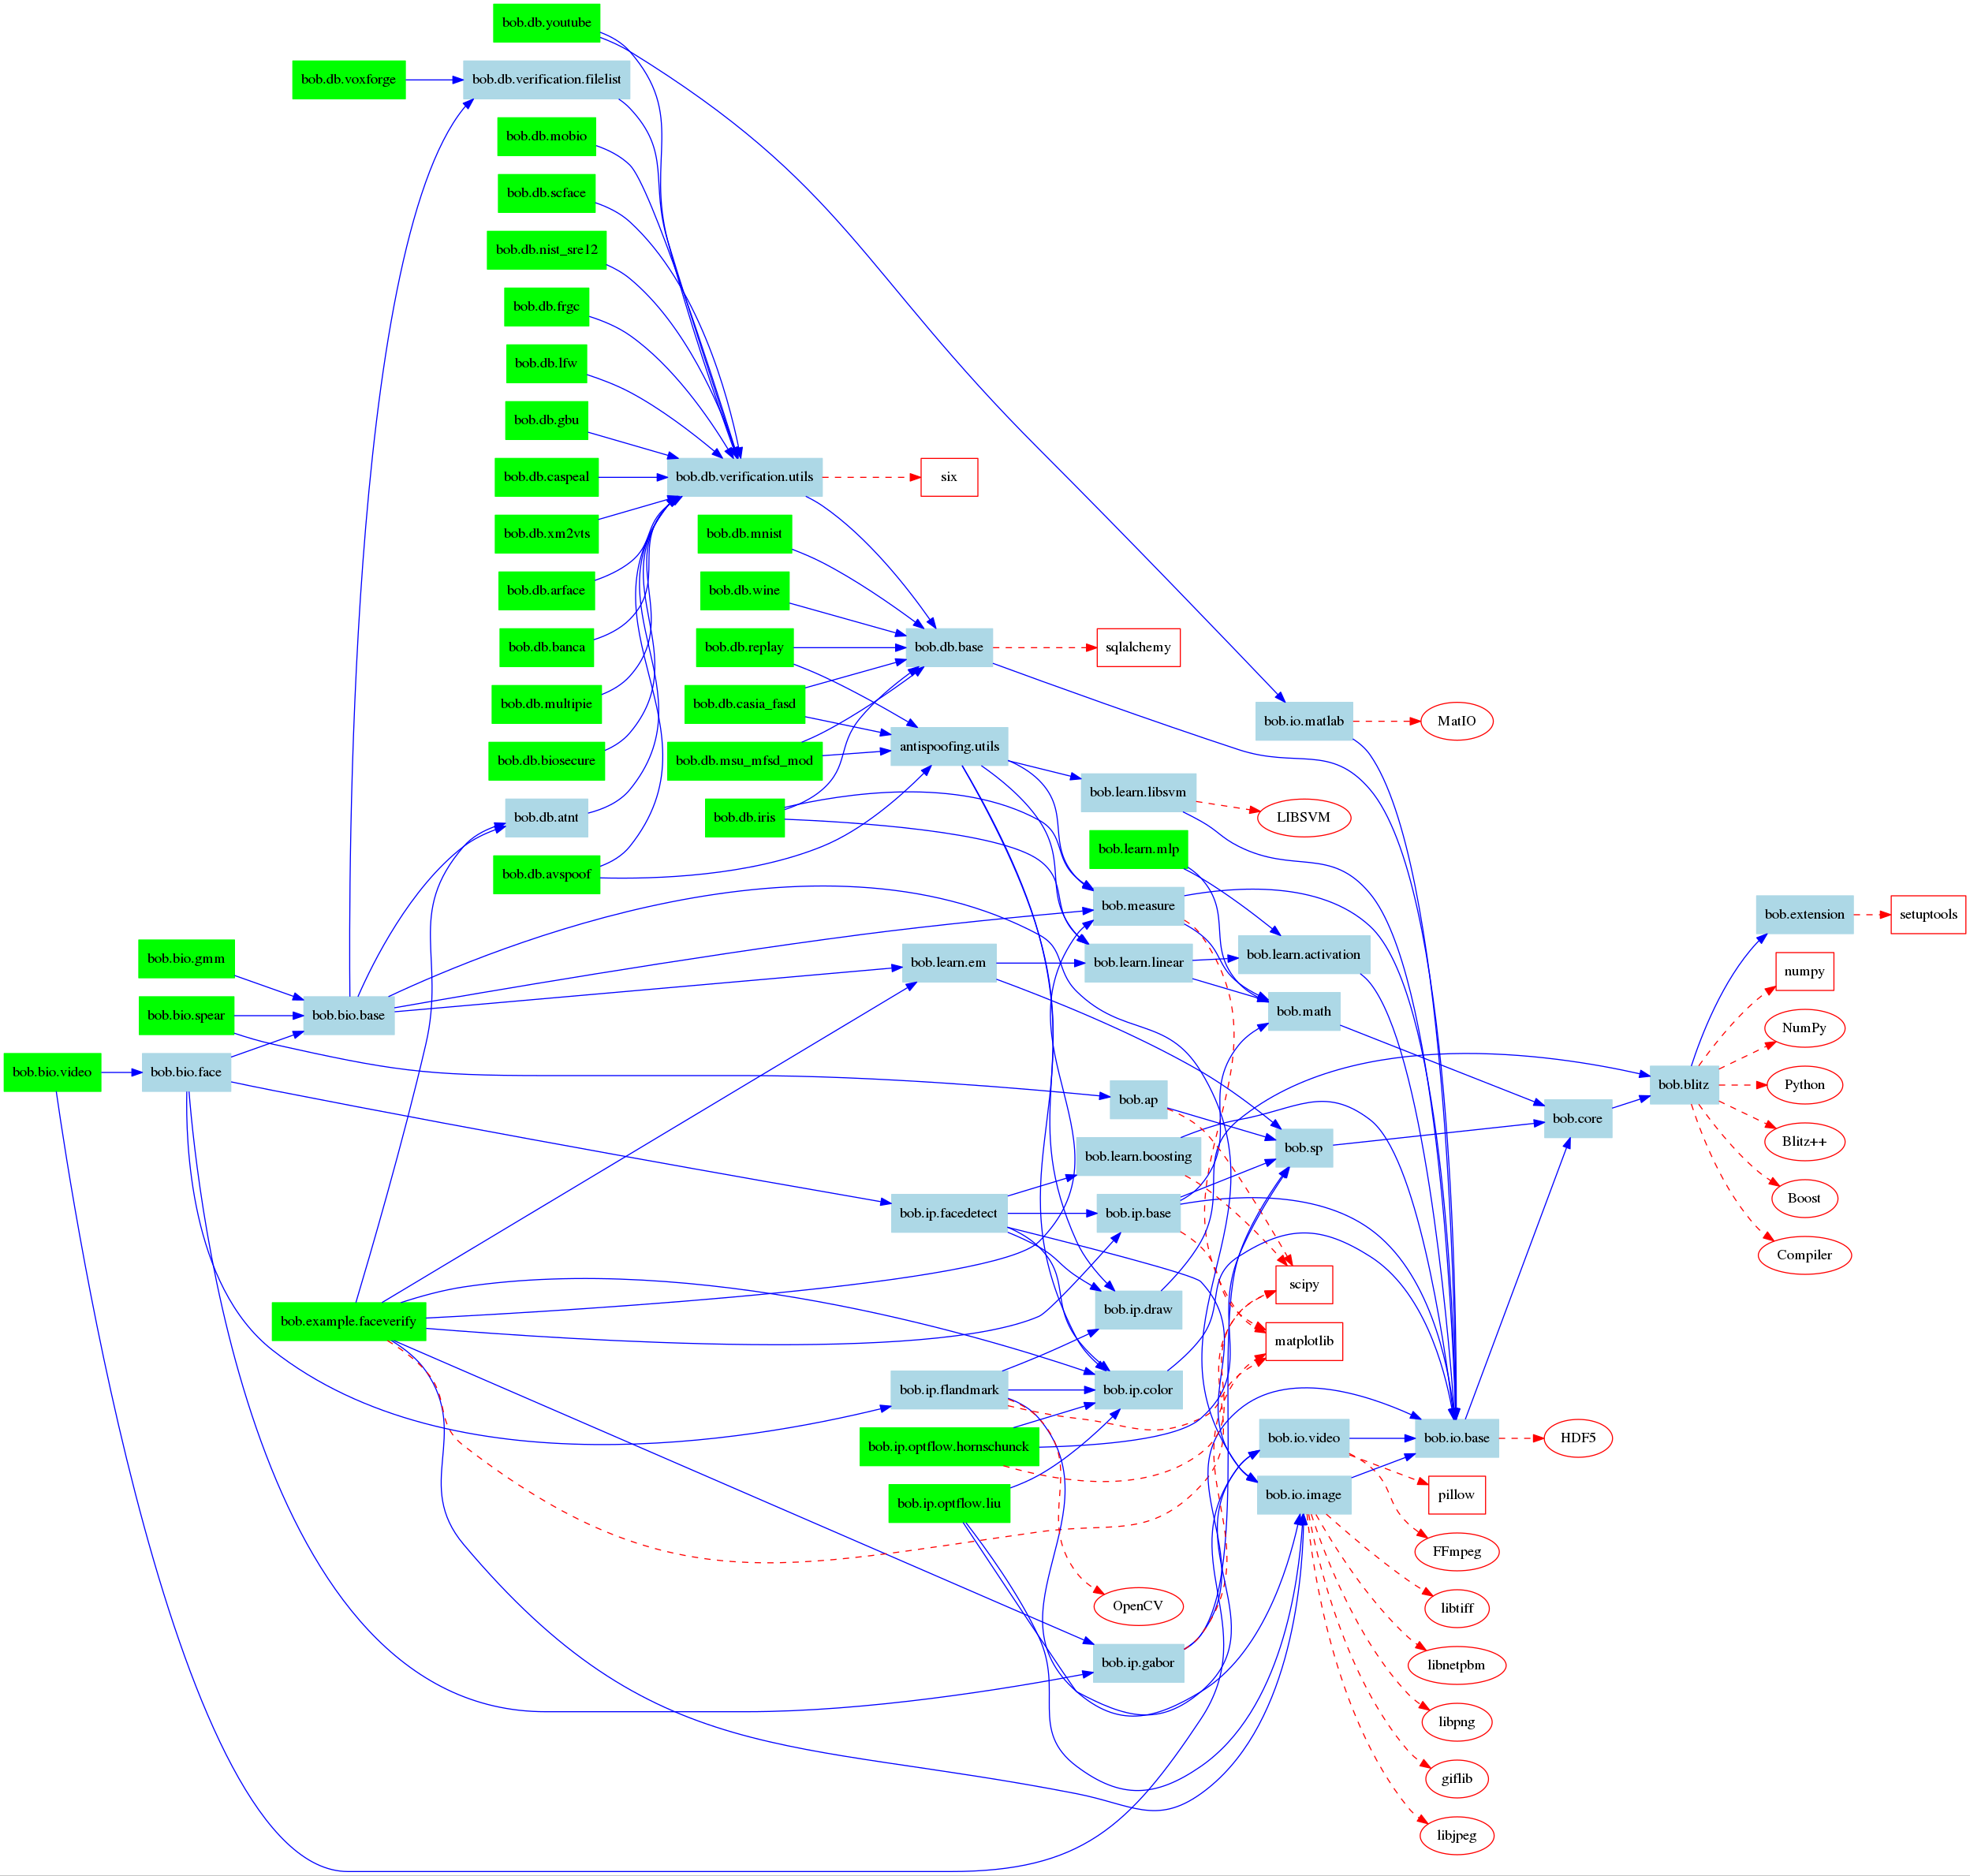 bob.db.youtube
bob.db.voxforge
bob.db.verification.filelist
bob.db.mobio
bob.db.scface
bob.db.nist_sre12
bob.db.frgc
bob.db.lfw
bob.db.gbu
bob.db.caspeal
bob.db.verification.utils
six
bob.db.xm2vts
bob.db.mnist
bob.db.arface
bob.db.wine
bob.db.banca
bob.db.replay
bob.db.base
sqlalchemy
bob.db.multipie
bob.db.casia_fasd
bob.io.matlab
MatIO
antispoofing.utils
bob.db.biosecure
bob.db.msu_mfsd_mod
bob.learn.libsvm
bob.db.atnt
bob.db.iris
LIBSVM
bob.learn.mlp
bob.db.avspoof
bob.measure
bob.extension
setuptools
bob.bio.gmm
bob.learn.em
bob.learn.linear
bob.learn.activation
numpy
bob.bio.spear
bob.bio.base
bob.math
NumPy
bob.bio.video
bob.bio.face
bob.ap
bob.blitz
Python
bob.core
Blitz++
bob.learn.boosting
bob.sp
Boost
bob.ip.facedetect
bob.ip.base
Compiler
scipy
bob.ip.draw
bob.example.faceverify
matplotlib
bob.ip.flandmark
bob.ip.color
bob.ip.optflow.hornschunck
bob.io.video
bob.io.base
HDF5
bob.ip.optflow.liu
bob.io.image
pillow
FFmpeg
OpenCV
libtiff
bob.ip.gabor
libnetpbm
libpng
giflib
libjpeg